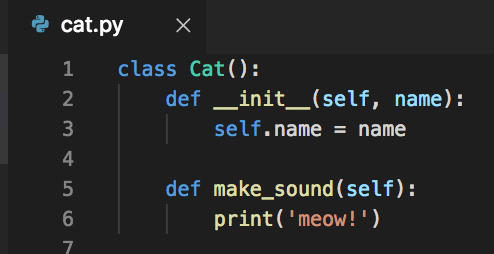 cat.py ×
1 class Cat():
2     def __init__(self, name):
3         self.name = name
4
5     def make_sound(self):
6         print('meow!')
7